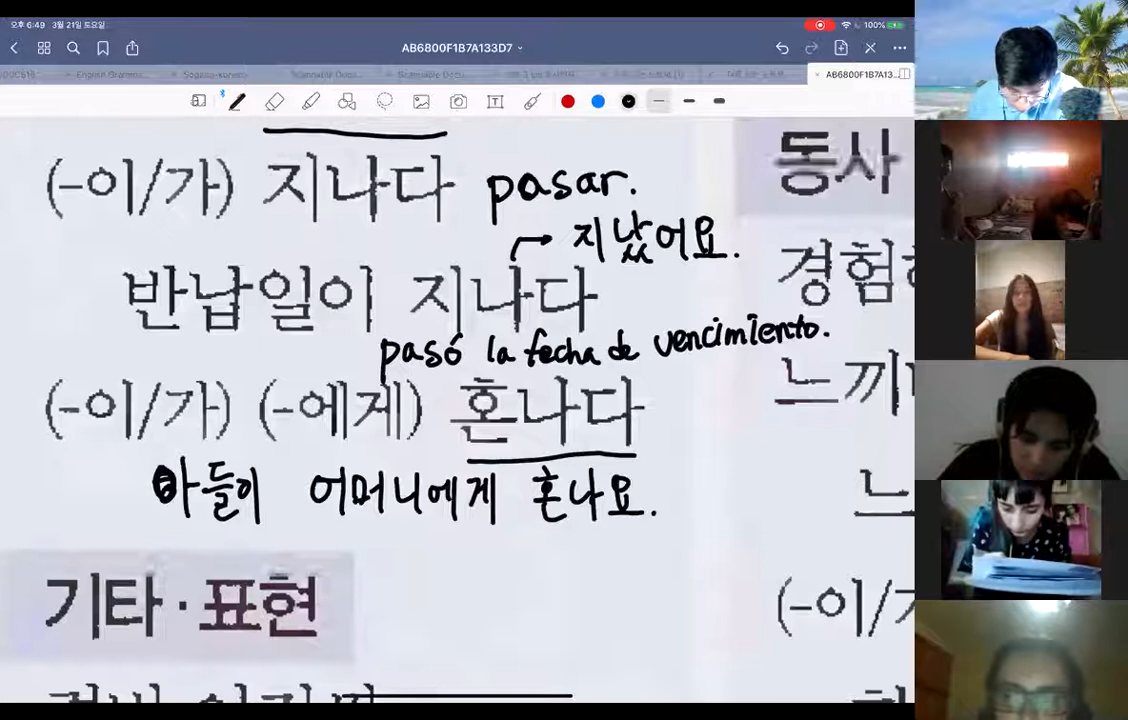 오후 6:49 3월 21일 토요일
100%
AB6800F1B7A133D7
AB6800F1B7A13...
(-이/가) 지나다 pasar.
지났어요.
반납일이 지나다
pasó la fecha de vencimiento.
(-이/가) (-에게) 혼나다
아들이 어머니에게 혼나요.
기타·표현
동사
경험
느끼
느
(-이/